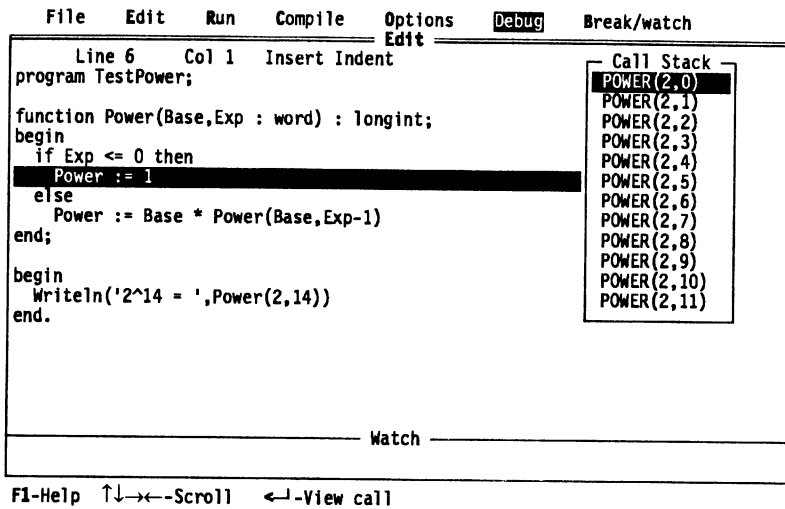 File Edit Run Compile Options Debug Break/watch
Edit
Line 6 Col 1 Insert Indent
program TestPower;
function Power(Base,Exp : word) : longint;
begin
if Exp <= 0 then
Power := 1
else
Power := Base * Power(Base,Exp-1)
end;
begin
Writeln('2^14 = ',Power(2,14))
end.
Call Stack
POWER(2,0)
POWER(2,1)
POWER(2,2)
POWER(2,3)
POWER(2,4)
POWER(2,5)
POWER(2,6)
POWER(2,7)
POWER(2,8)
POWER(2,9)
POWER(2,10)
POWER(2,11)
Watch
F1-Help ↑↓→←-Scroll ↵-View call